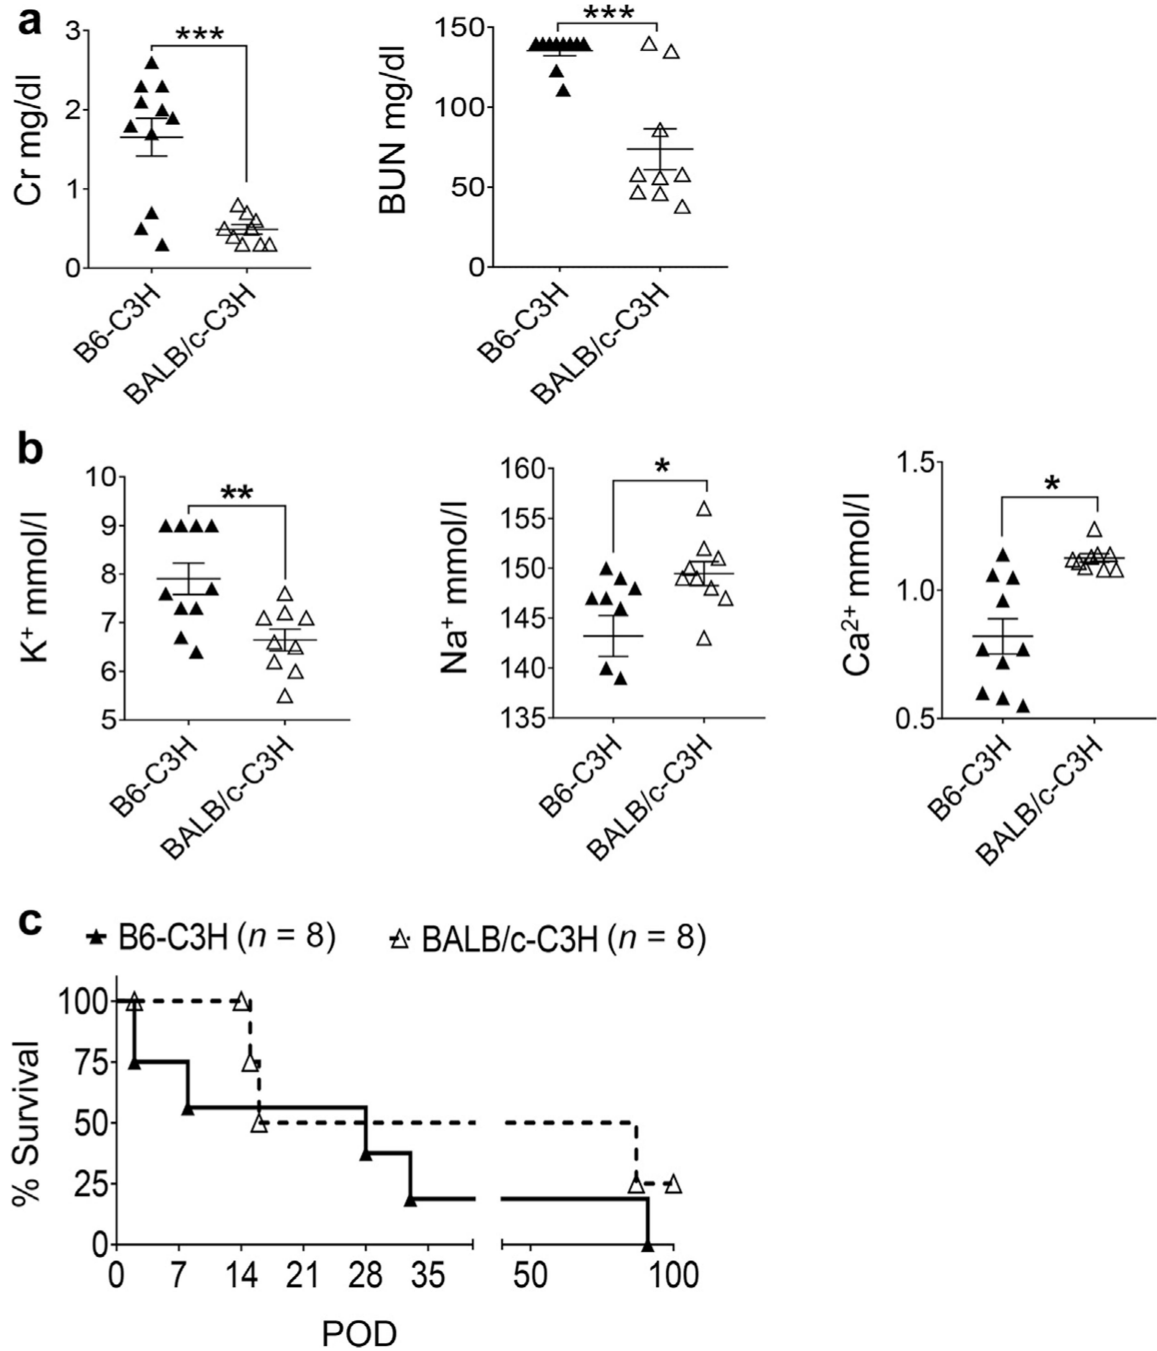 a
***
3
2
1
0
Cr mg/dl
B6-C3H
BALB/c-C3H
***
150
100
50
0
BUN mg/dl
B6-C3H
BALB/c-C3H
b
**
10
9
8
7
6
5
K⁺ mmol/l
B6-C3H
BALB/c-C3H
*
160
155
150
145
140
135
Na⁺ mmol/l
B6-C3H
BALB/c-C3H
*
1.5
1.0
0.5
Ca²⁺ mmol/l
B6-C3H
BALB/c-C3H
c
B6-C3H (n = 8) BALB/c-C3H (n = 8)
100
75
50
25
0
% Survival
0 7 14 21 28 35 50 100
POD